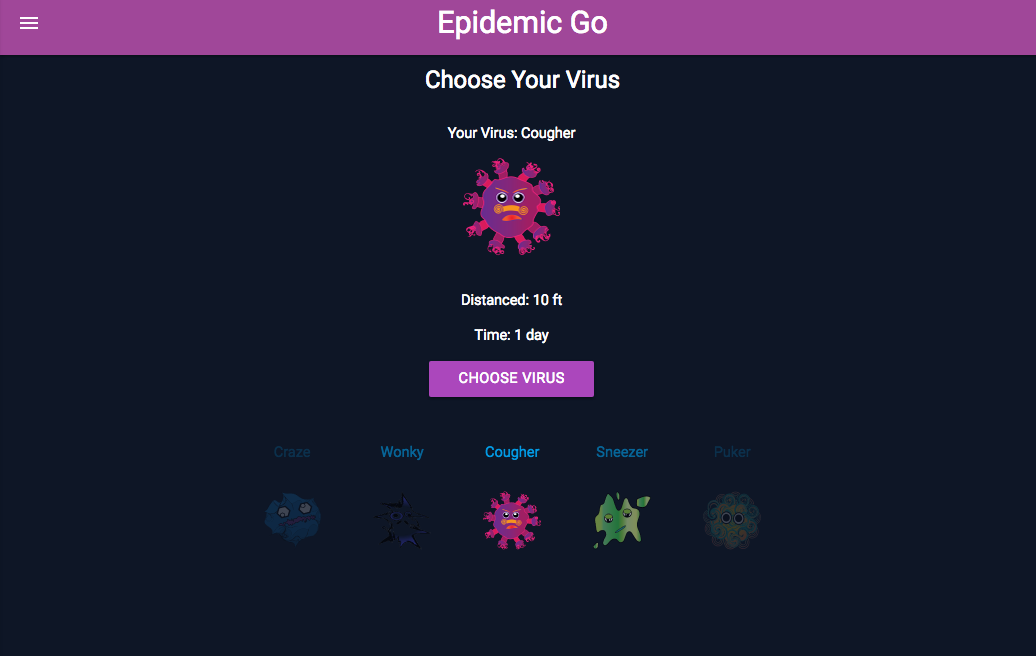 Epidemic Go
Choose Your Virus
Your Virus: Cougher
Distanced: 10 ft
Time: 1 day
CHOOSE VIRUS
Craze Wonky Cougher Sneezer Puker